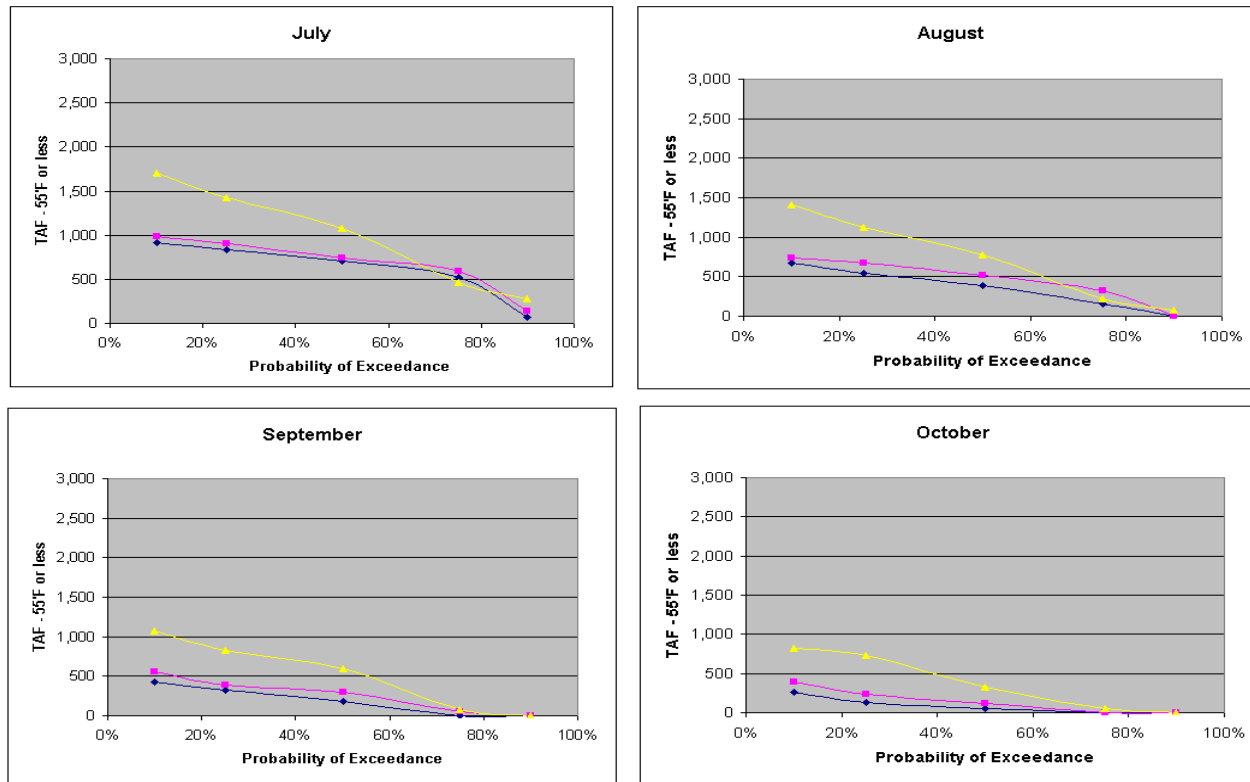 July
3,000
2,500
2,000
1,500
1,000
500
0
TAF - 55'F or less
0% 20% 40% 60% 80% 100%
Probability of Exceedance
August
3,000
2,500
2,000
1,500
1,000
500
0
TAF - 55'F or less
0% 20% 40% 60% 80% 100%
Probability of Exceedance
September
3,000
2,500
2,000
1,500
1,000
500
0
TAF - 55'F or less
0% 20% 40% 60% 80% 100%
Probability of Exceedance
October
3,000
2,500
2,000
1,500
1,000
500
0
TAF - 55'F or less
0% 20% 40% 60% 80% 100%
Probability of Exceedance